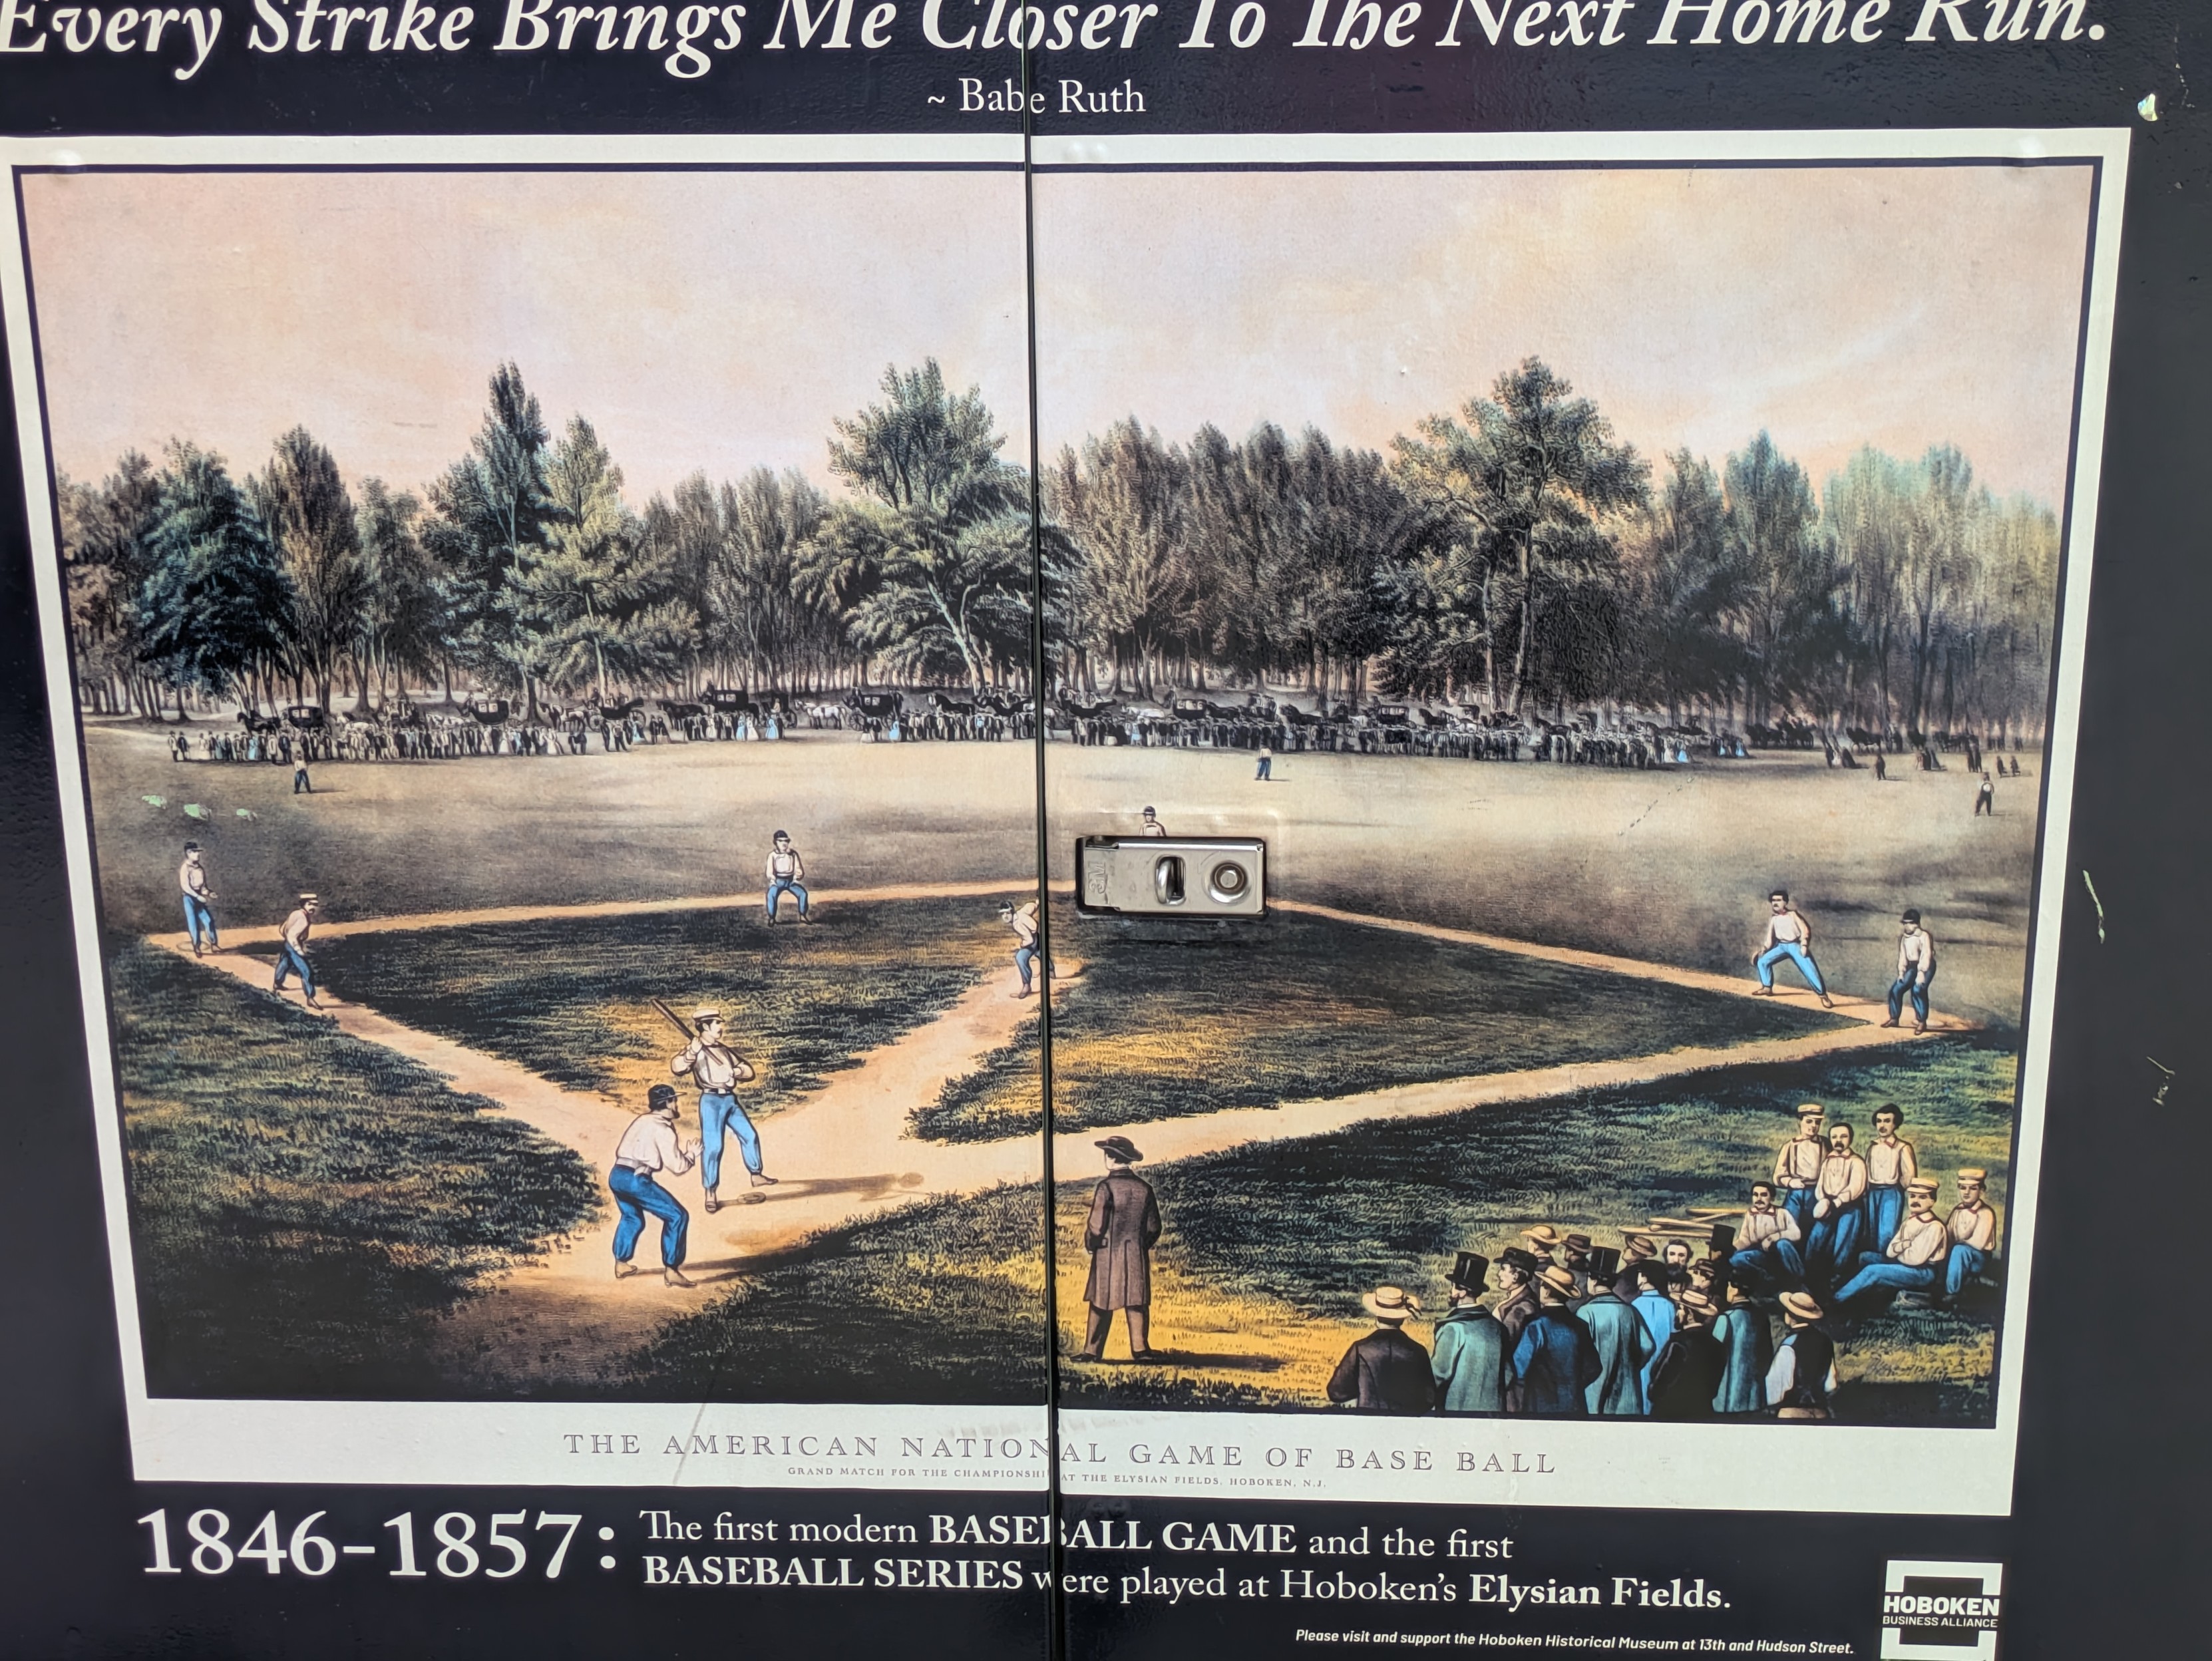 Every Strike Brings Me Closer To The Next Home Run.
~ Babe Ruth
THE AMERICAN NATIONAL GAME OF BASE BALL
GRAND MATCH FOR THE CHAMPIONSHIP AT THE ELYSIAN FIELDS, HOBOKEN, N.J.
1846-1857: The first modern BASEBALL GAME and the first
BASEBALL SERIES were played at Hoboken's Elysian Fields.
HOBOKEN
BUSINESS ALLIANCE
Please visit and support the Hoboken Historical Museum at 13th and Hudson Street.